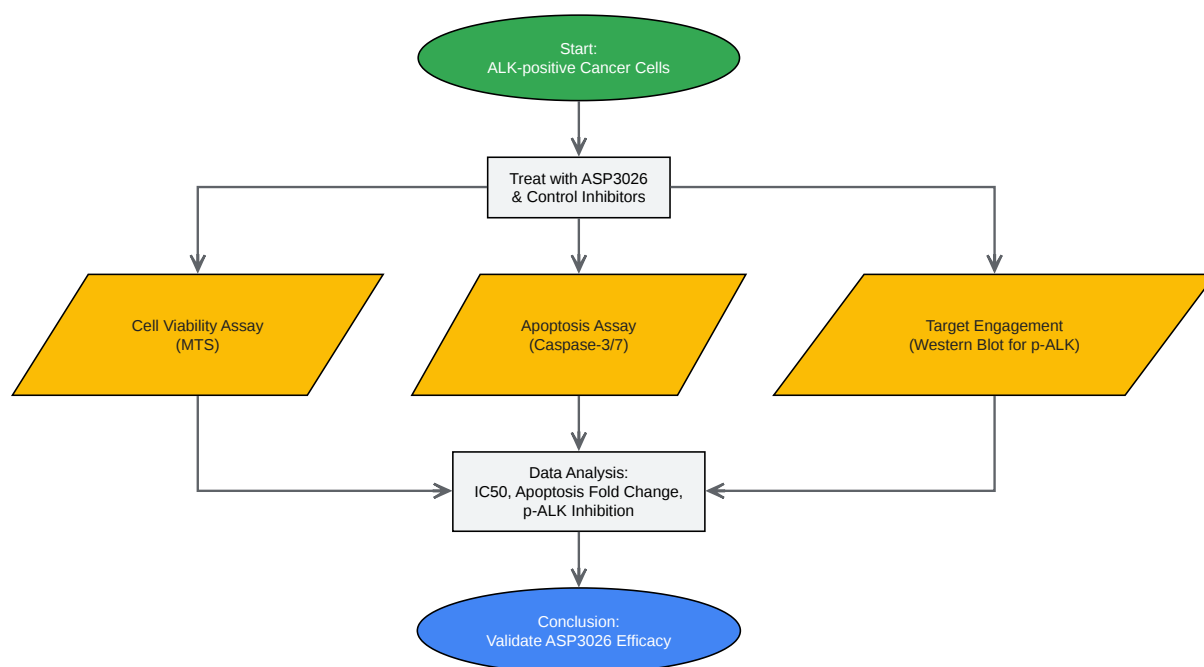 Start:
ALK-positive Cancer Cells
Treat with ASP3026
& Control Inhibitors
Cell Viability Assay
(MTS)
Apoptosis Assay
(Caspase-3/7)
Target Engagement
(Western Blot for p-ALK)
Data Analysis:
IC50, Apoptosis Fold Change,
p-ALK Inhibition
Conclusion:
Validate ASP3026 Efficacy